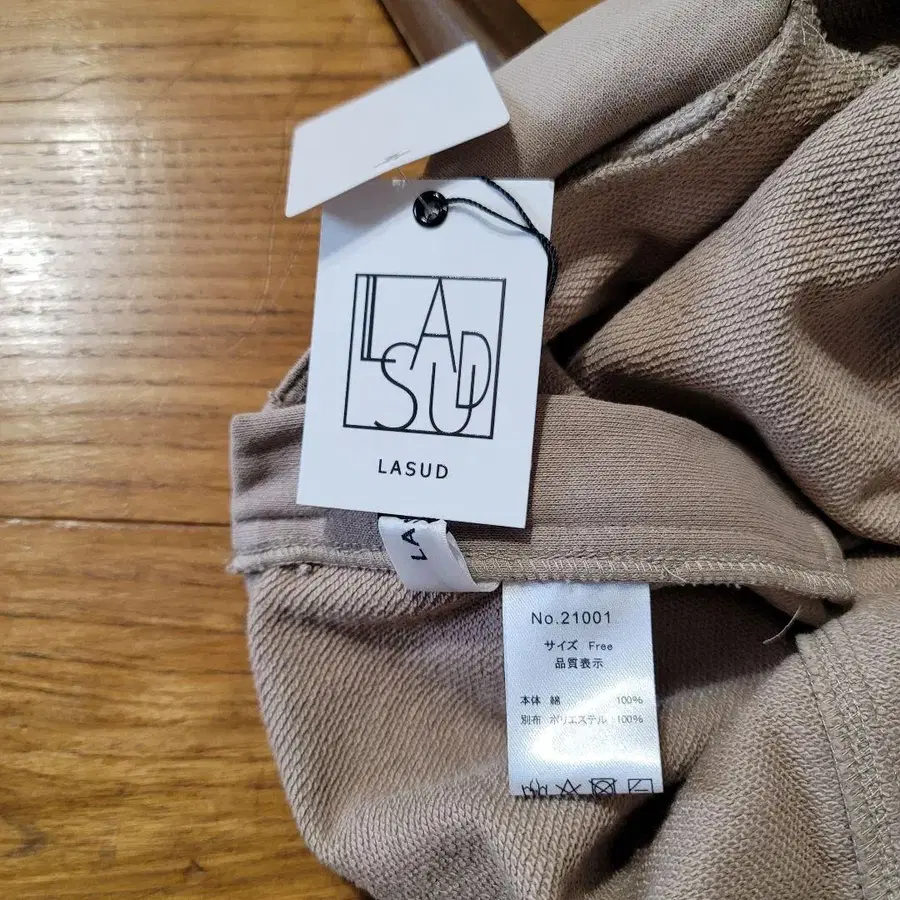 LASUD
LASUD
LAS
No.21001
サイズ Free
品質表示
本体 綿 100%
別布 ポリエステル 100%